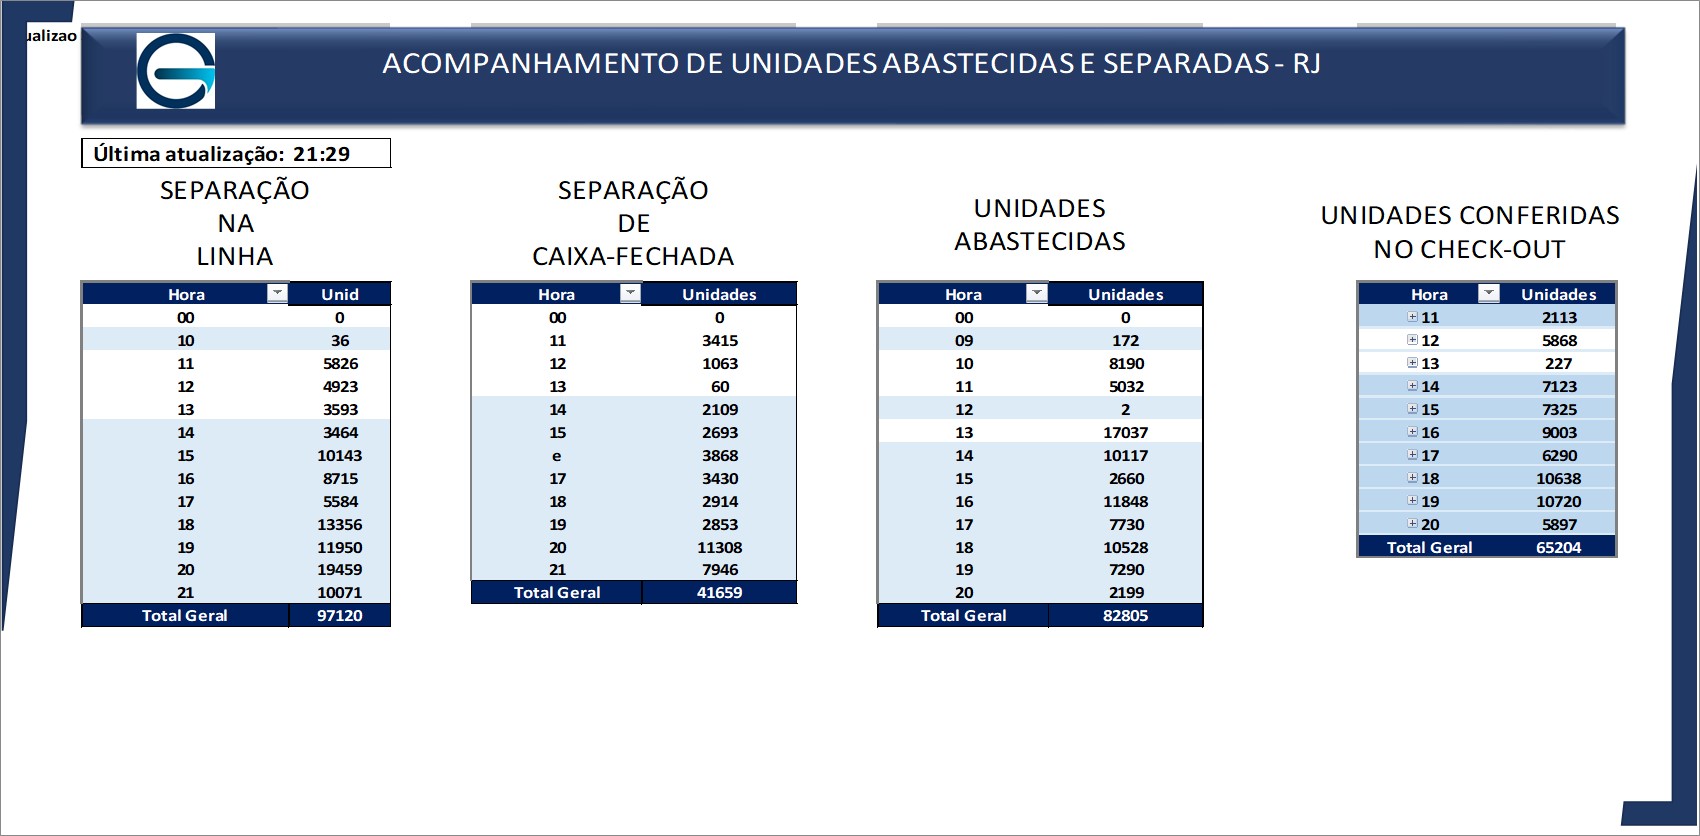 ualizao
ACOMPANHAMENTO DE UNIDADES ABASTECIDAS E SEPARADAS - RJ
Última atualização: 21:29
SEPARAÇÃO
NA
LINHA
Hora Unid
00 0
10 36
11 5826
12 4923
13 3593
14 3464
15 10143
16 8715
17 5584
18 13356
19 11950
20 19459
21 10071
Total Geral 97120
SEPARAÇÃO
DE
CAIXA-FECHADA
Hora Unidades
00 0
11 3415
12 1063
13 60
14 2109
15 2693
e 3868
17 3430
18 2914
19 2853
20 11308
21 7946
Total Geral 41659
UNIDADES
ABASTECIDAS
Hora Unidades
00 0
09 172
10 8190
11 5032
12 2
13 17037
14 10117
15 2660
16 11848
17 7730
18 10528
19 7290
20 2199
Total Geral 82805
UNIDADES CONFERIDAS
NO CHECK-OUT
Hora Unidades
11 2113
12 5868
13 227
14 7123
15 7325
16 9003
17 6290
18 10638
19 10720
20 5897
Total Geral 65204